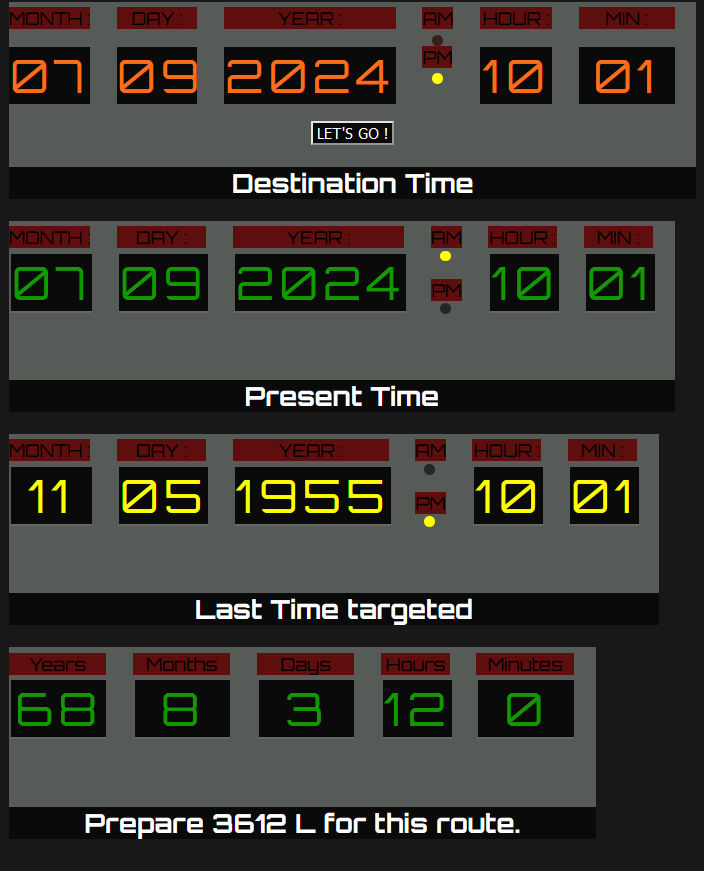 MONTH : DAY : YEAR : AM HOUR : MIN :
PM
07 09 2024 10 01
LET'S GO !
Destination Time
MONTH : DAY : YEAR : AM HOUR : MIN :
07 09 2024 10 01
PM
Present Time
MONTH : DAY : YEAR : AM HOUR : MIN :
11 05 1955 10 01
PM
Last Time targeted
Years Months Days Hours Minutes
68 8 3 12 0
Prepare 3612 L for this route.